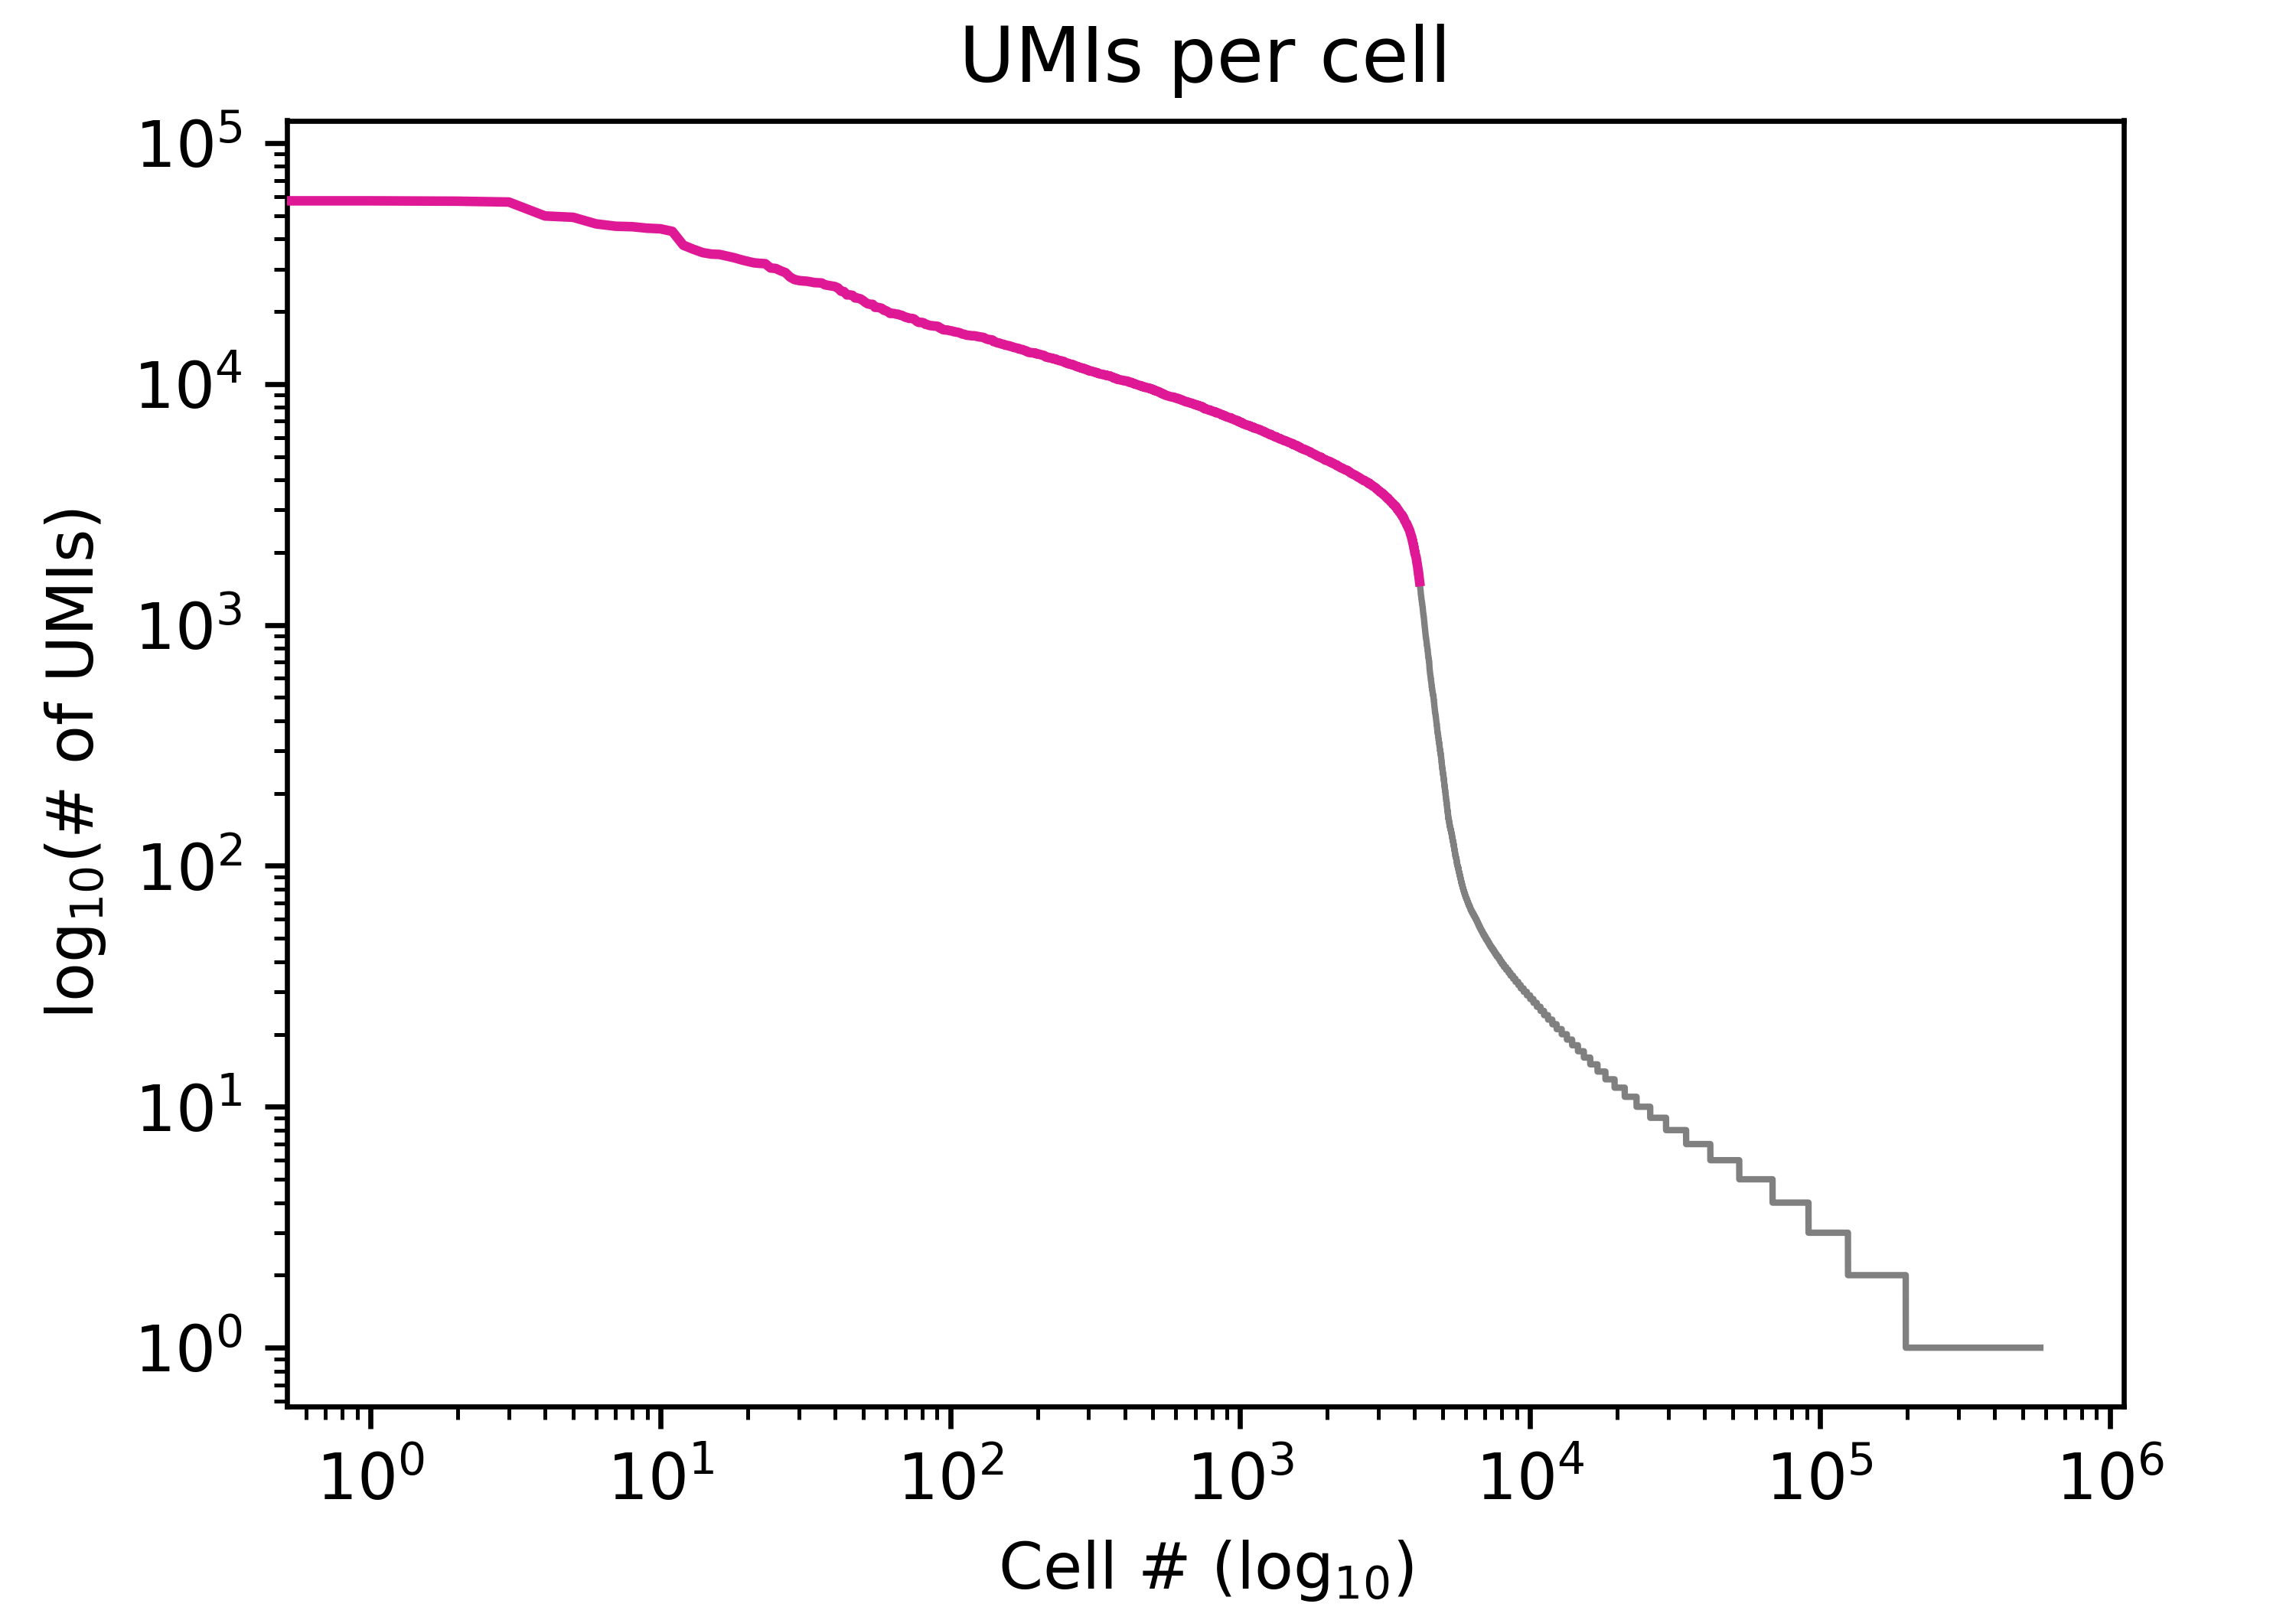 UMIs per cell
log₁₀(# of UMIs)
10⁵
10⁴
10³
10²
10¹
10⁰
10⁰ 10¹ 10² 10³ 10⁴ 10⁵ 10⁶
Cell # (log₁₀)